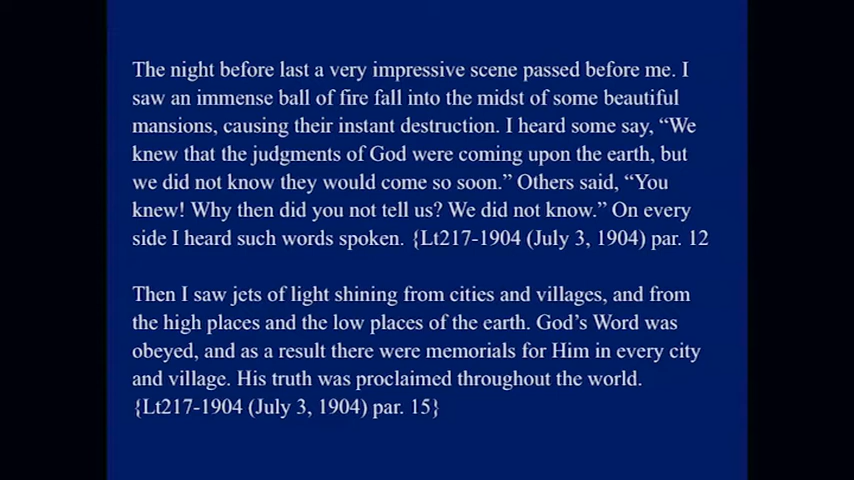 The night before last a very impressive scene passed before me. I
saw an immense ball of fire fall into the midst of some beautiful
mansions, causing their instant destruction. I heard some say, “We
knew that the judgments of God were coming upon the earth, but
we did not know they would come so soon.” Others said, “You
knew! Why then did you not tell us? We did not know.” On every
side I heard such words spoken. {Lt217-1904 (July 3, 1904) par. 12
Then I saw jets of light shining from cities and villages, and from
the high places and the low places of the earth. God’s Word was
obeyed, and as a result there were memorials for Him in every city
and village. His truth was proclaimed throughout the world.
{Lt217-1904 (July 3, 1904) par. 15}